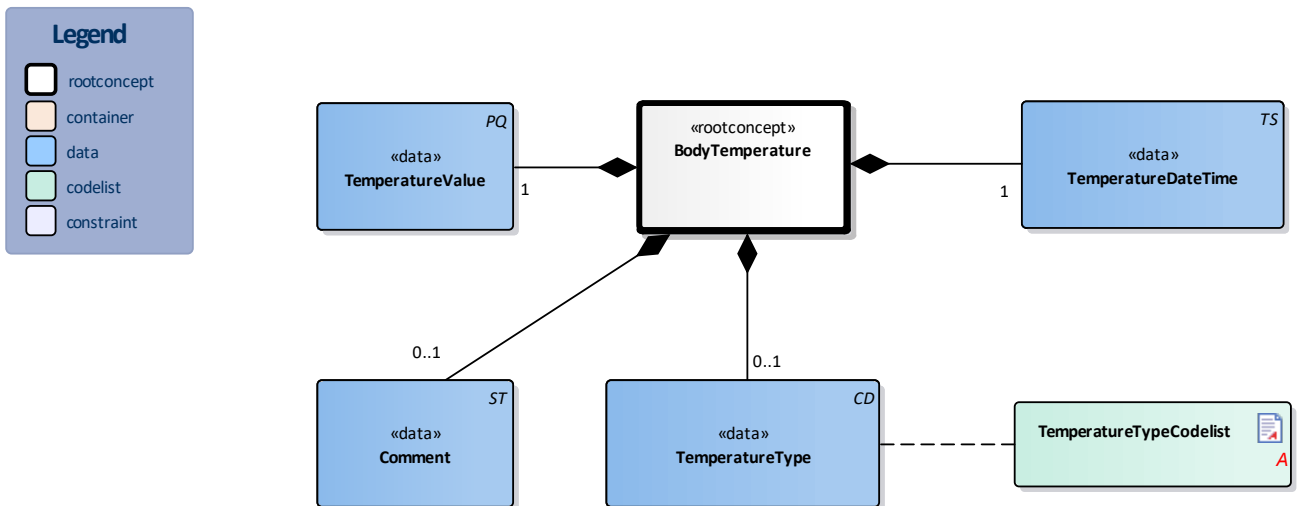 Legend
rootconcept
container
data
codelist
constraint
PQ
«data»
TemperatureValue
1
«rootconcept»
BodyTemperature
TS
«data»
TemperatureDateTime
1
0..1
0..1
ST
«data»
Comment
CD
«data»
TemperatureType
TemperatureTypeCodelist
A